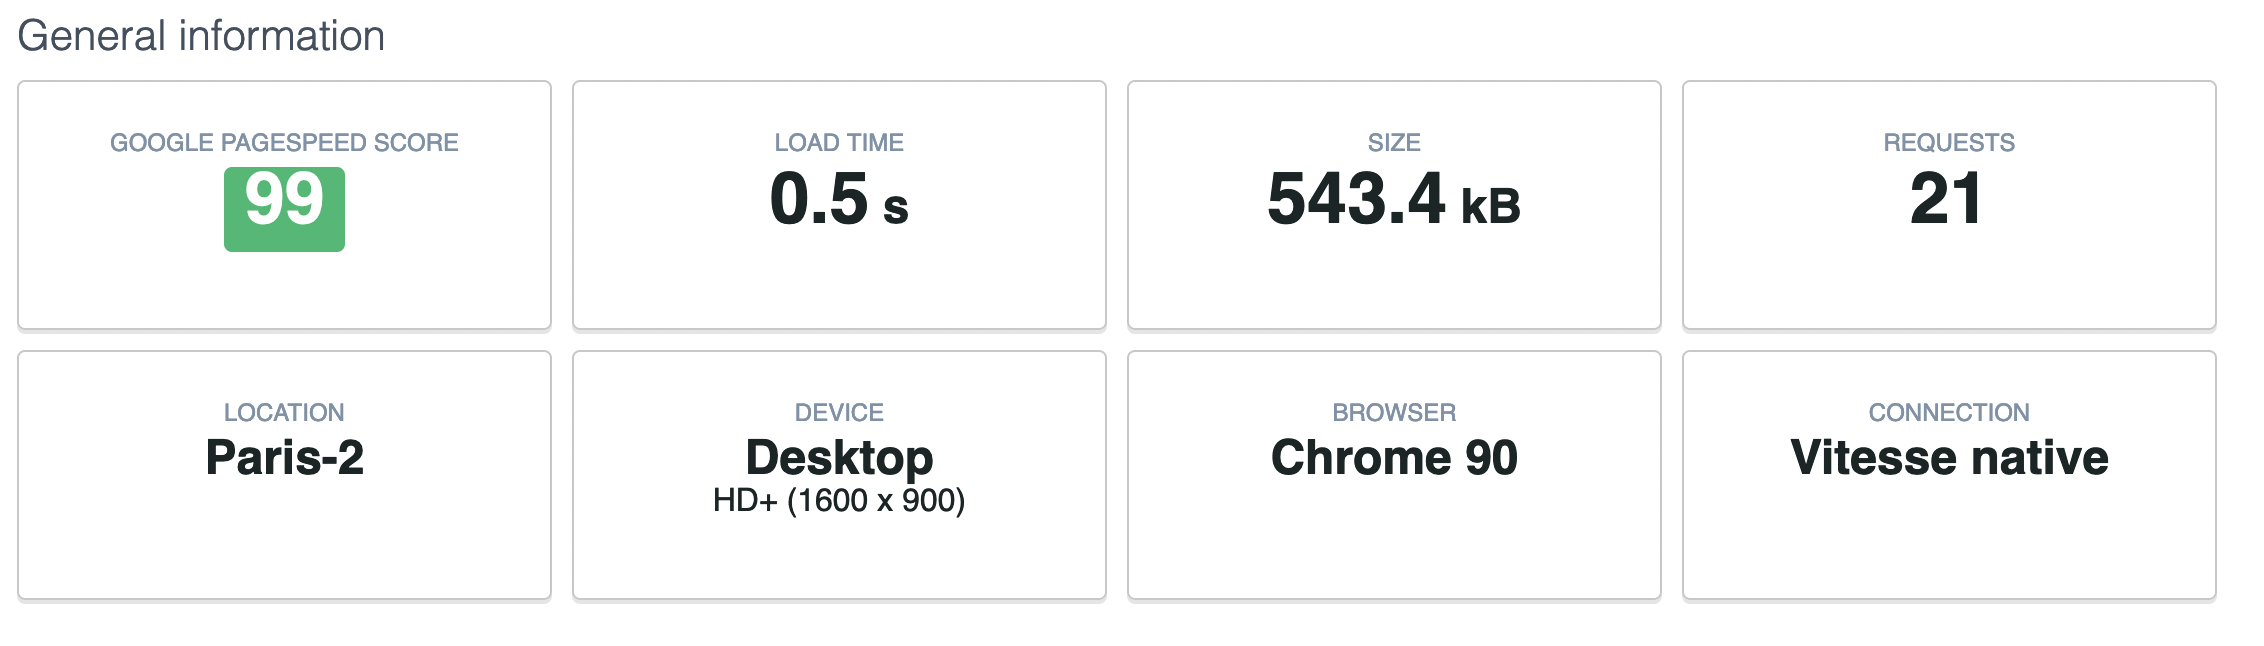 General information
GOOGLE PAGESPEED SCORE
99
LOAD TIME
0.5 s
SIZE
543.4 kB
REQUESTS
21
LOCATION
Paris-2
DEVICE
Desktop
HD+ (1600 x 900)
BROWSER
Chrome 90
CONNECTION
Vitesse native